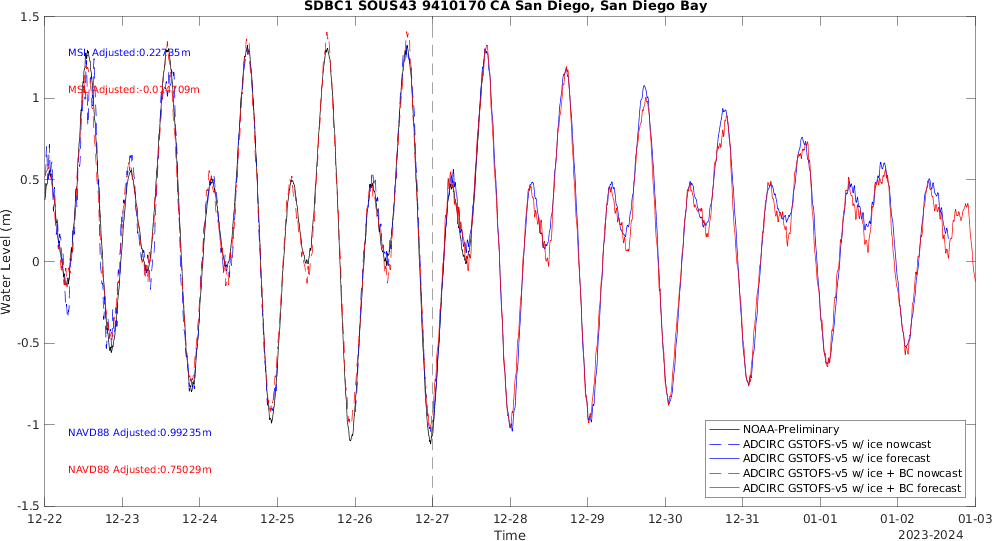 SDBC1 SOUS43 9410170 CA San Diego, San Diego Bay
1.5
MSL Adjusted:0.22735m
MSL Adjusted:-0.014709m
1
0.5
0
-0.5
-1
-1.5
Water Level (m)
NAVD88 Adjusted:0.99235m
NAVD88 Adjusted:0.75029m
NOAA-Preliminary
ADCIRC GSTOFS-v5 w/ ice nowcast
ADCIRC GSTOFS-v5 w/ ice forecast
ADCIRC GSTOFS-v5 w/ ice + BC nowcast
ADCIRC GSTOFS-v5 w/ ice + BC forecast
12-22 12-23 12-24 12-25 12-26 12-27 12-28 12-29 12-30 12-31 01-01 01-02 01-03
Time
2023-2024